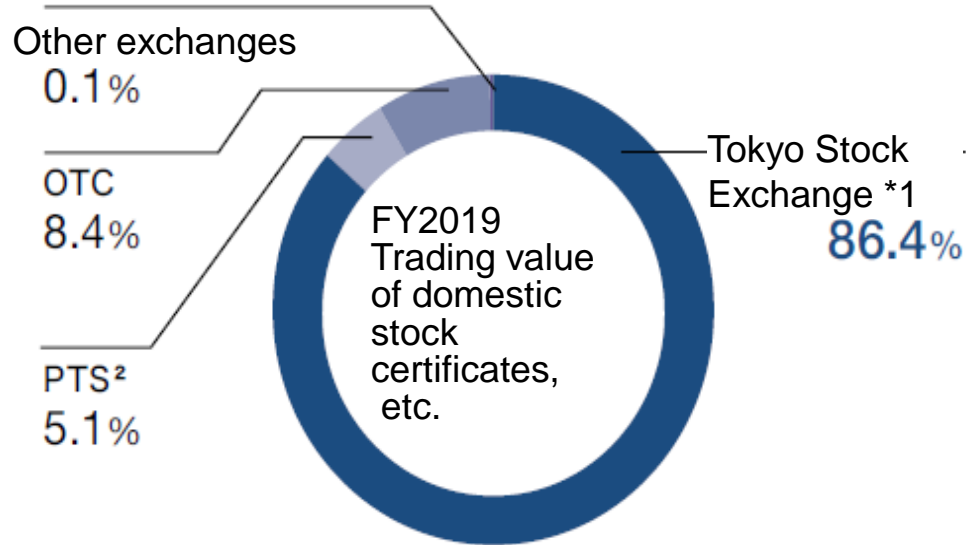 Other exchanges
0.1%
OTC
8.4%
PTS²
5.1%
FY2019
Trading value
of domestic
stock
certificates,
etc.
Tokyo Stock
Exchange *1
86.4%